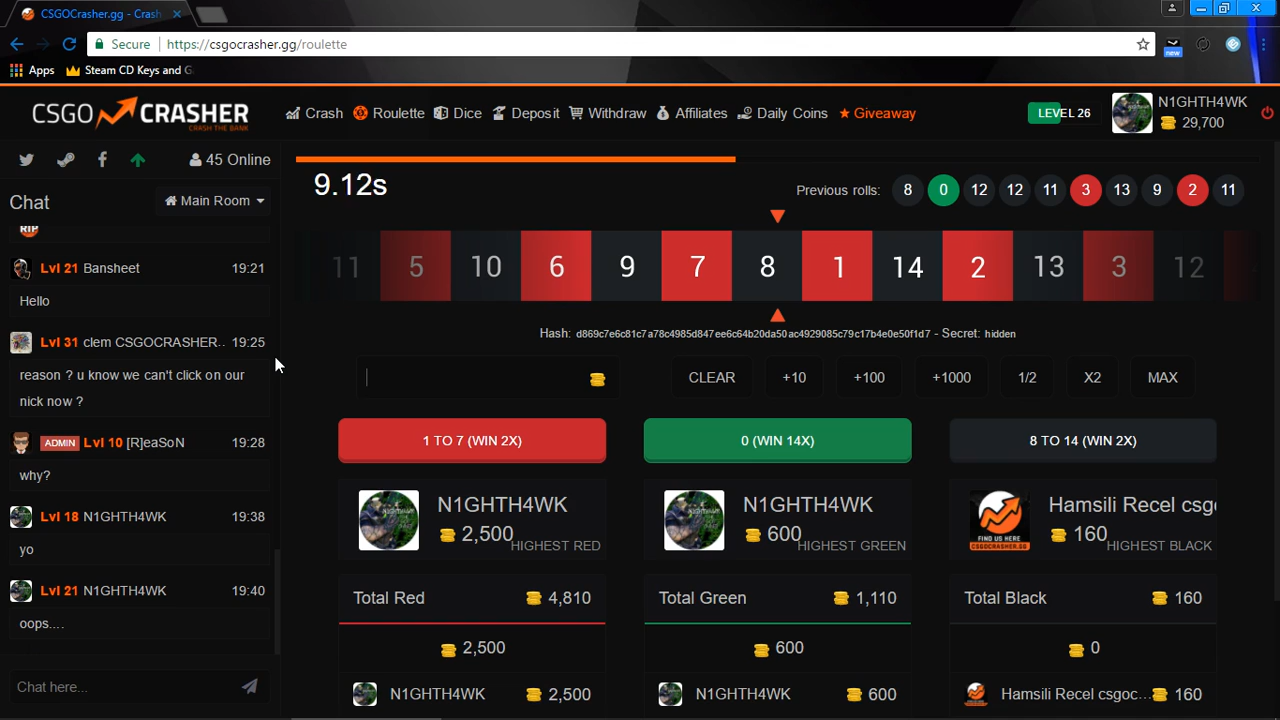 CSGOCrasher.gg - Crash
Secure https://csgocrasher.gg/roulette
new
Apps Steam CD Keys and G
CSGO CRASHER
CRASH THE BANK
Crash Roulette Dice Deposit Withdraw Affiliates Daily Coins Giveaway
LEVEL 26
N1GHTH4WK
29,700
45 Online
Chat
Main Room
RIP
Lvl 21 Bansheet 19:21
Hello
Lvl 31 clem CSGOCRASHER.. 19:25
reason ? u know we can't click on our
nick now ?
ADMIN Lvl 10 [R]eaSoN 19:28
why?
Lvl 18 N1GHTH4WK 19:38
yo
Lvl 21 N1GHTH4WK 19:40
oops....
Chat here...
9.12s
Previous rolls: 8 0 12 12 11 3 13 9 2 11
11 5 10 6 9 7 8 1 14 2 13 3 12
Hash: d869c7e6c81c7a78c4985d847ee6c64b20da50ac4929085c79c17b4e0e50f1d7 - Secret: hidden
CLEAR +10 +100 +1000 1/2 X2 MAX
1 TO 7 (WIN 2X)
0 (WIN 14X)
8 TO 14 (WIN 2X)
N1GHTH4WK
2,500
HIGHEST RED
N1GHTH4WK
600
HIGHEST GREEN
FIND US HERE
CSGOCRASHER.GG
Hamsili Recel csgo
160
HIGHEST BLACK
Total Red 4,810
Total Green 1,110
Total Black 160
2,500
600
0
N1GHTH4WK 2,500
N1GHTH4WK 600
Hamsili Recel csgoc... 160